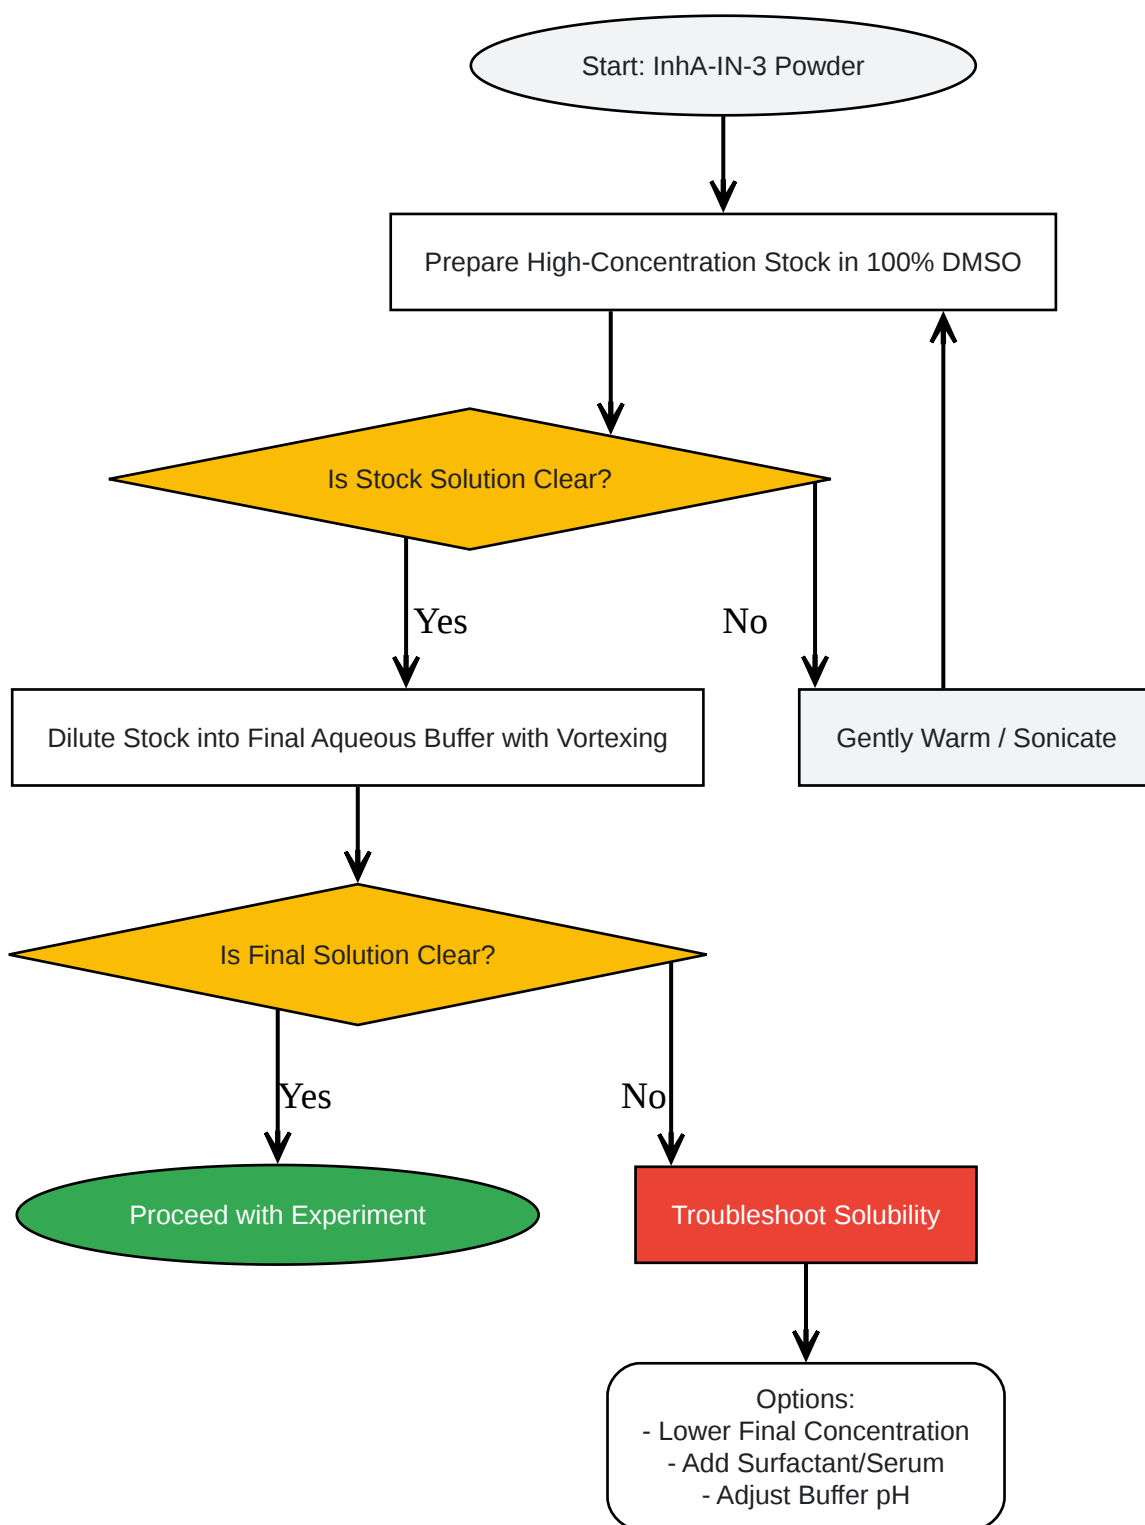 Start: InhA-IN-3 Powder
Prepare High-Concentration Stock in 100% DMSO
Is Stock Solution Clear?
Yes
No
Dilute Stock into Final Aqueous Buffer with Vortexing
Gently Warm / Sonicate
Is Final Solution Clear?
Yes
No
Proceed with Experiment
Troubleshoot Solubility
Options:
- Lower Final Concentration
- Add Surfactant/Serum
- Adjust Buffer pH